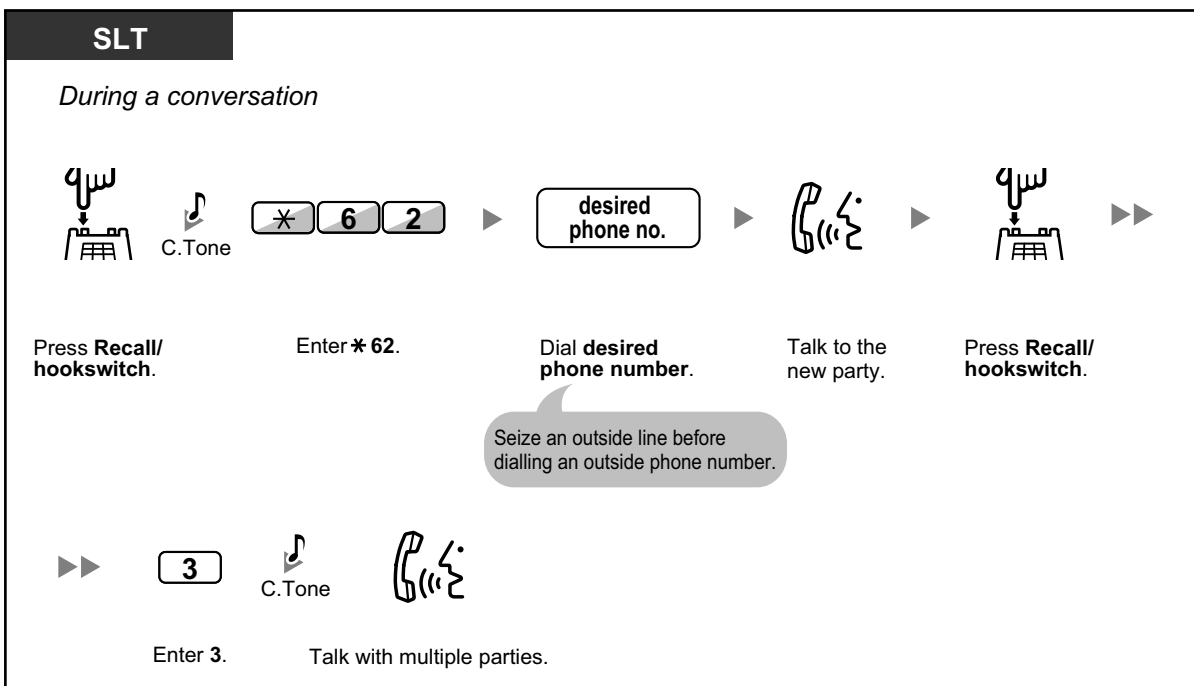 SLT
During a conversation
C.Tone
* 6 2
desired
phone no.
Press Recall/
hookswitch.
Enter * 62.
Dial desired
phone number.
Talk to the
new party.
Press Recall/
hookswitch.
Seize an outside line before
dialling an outside phone number.
3
C.Tone
Enter 3.
Talk with multiple parties.